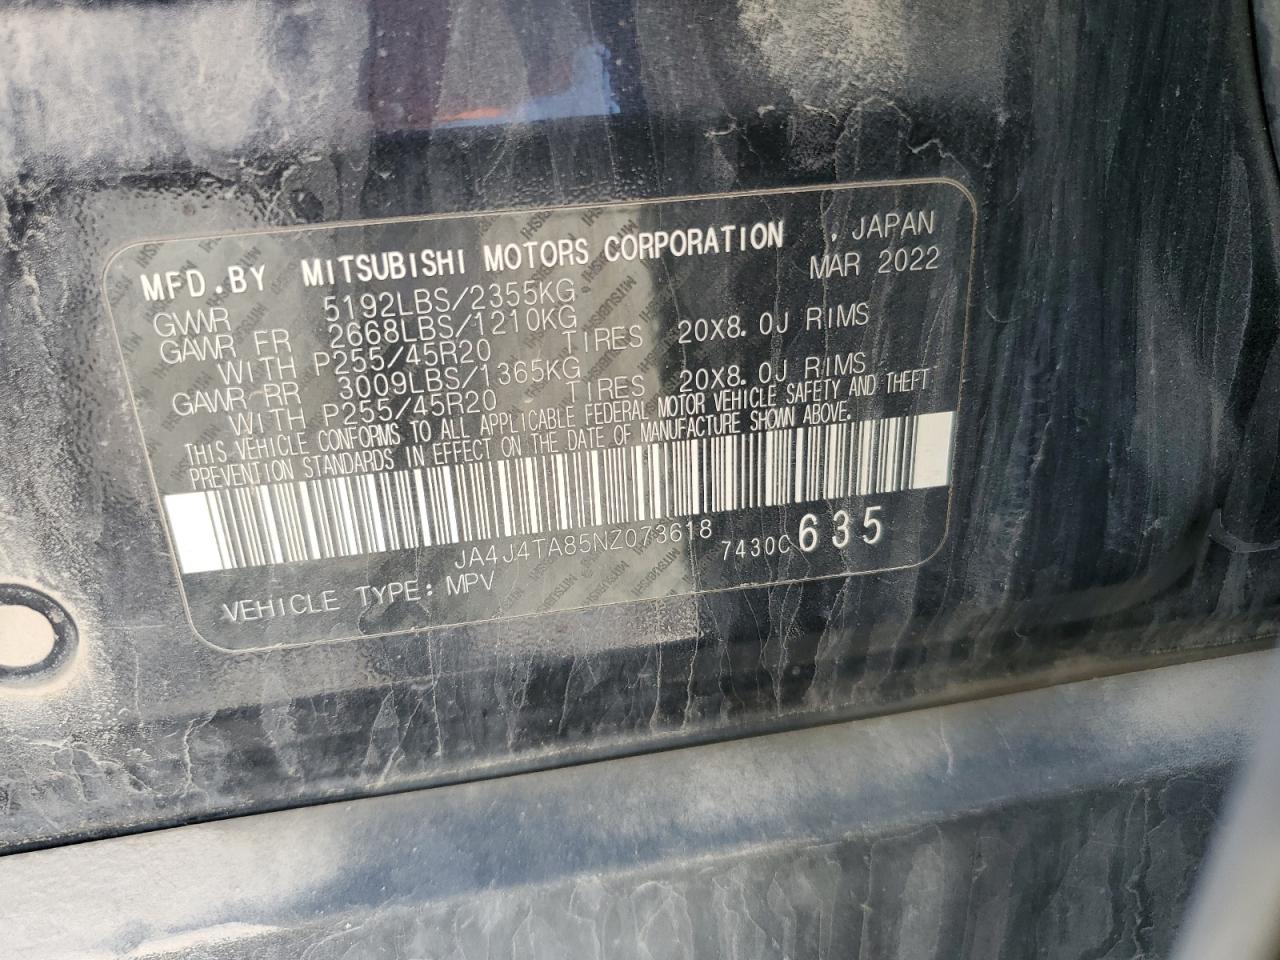 MFD. BY MITSUBISHI MOTORS CORPORATION , JAPAN
MAR 2022
GVWR 5192LBS/2355KG
GAWR FR 2668LBS/1210KG
WITH P255/45R20 TIRES 20X8.0J RIMS
GAWR RR 3009LBS/1365KG
WITH P255/45R20 TIRES 20X8.0J RIMS
THIS VEHICLE CONFORMS TO ALL APPLICABLE FEDERAL MOTOR VEHICLE SAFETY AND THEFT
PREVENTION STANDARDS IN EFFECT ON THE DATE OF MANUFACTURE SHOWN ABOVE.
JA4J4TA85NZ073618 7430C635
VEHICLE TYPE: MPV